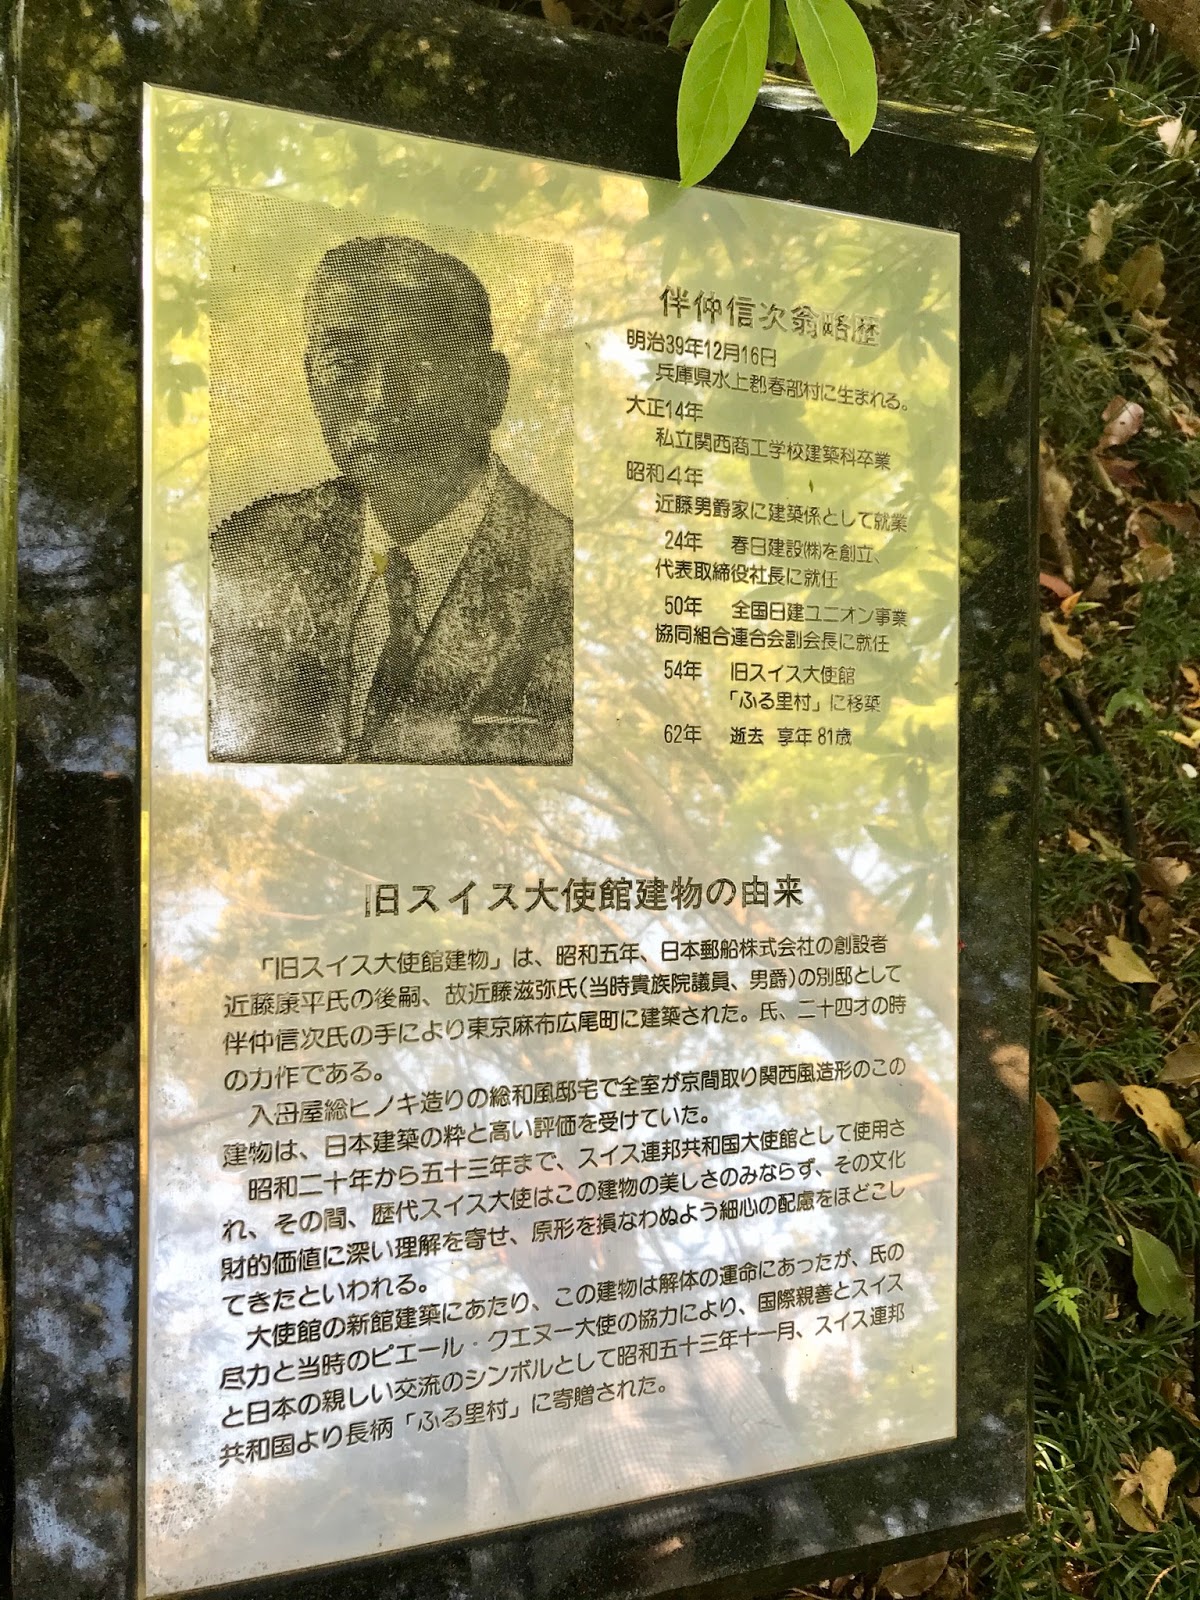 伴仲信次翁略歴
明治39年12月16日
兵庫県氷上郡春部村に生まれる。
大正14年
私立関西商工学校建築科卒業
昭和4年
近藤男爵家に建築係として就業
24年 春日建設㈱を創立、
代表取締役社長に就任
50年 全国日建ユニオン事業
協同組合連合会副会長に就任
54年 旧スイス大使館
「ふる里村」に移築
62年 逝去 享年81歳
旧スイス大使館建物の由来
「旧スイス大使館建物」は、昭和五年、日本郵船株式会社の創設者
近藤廉平氏の後嗣、故近藤滋弥氏(当時貴族院議員、男爵)の別邸として
伴仲信次氏の手により東京麻布広尾町に建築された。氏、二十四才の時
の力作である。
入母屋総ヒノキ造りの総和風邸宅で全室が京間取り関西風造形のこの
建物は、日本建築の粋と高い評価を受けていた。
昭和二十年から五十三年まで、スイス連邦共和国大使館として使用さ
れ、その間、歴代スイス大使はこの建物の美しさのみならず、その文化
財的価値に深い理解を寄せ、原形を損なわぬよう細心の配慮をほどこし
てきたといわれる。
大使館の新館建築にあたり、この建物は解体の運命にあったが、氏の
尽力と当時のピエール・クエヌー大使の協力により、国際親善とスイス
と日本の親しい交流のシンボルとして昭和五十三年十一月、スイス連邦
共和国より長柄「ふる里村」に寄贈された。